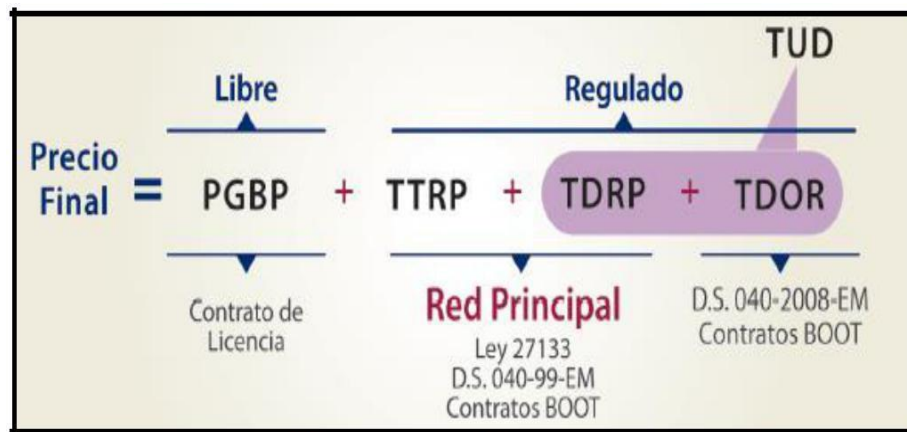 TUD
Libre
Regulado
Precio
Final = PGBP + TTRP + TDRP + TDOR
Contrato de
Licencia
Red Principal
Ley 27133
D.S. 040-99-EM
Contratos BOOT
D.S. 040-2008-EM
Contratos BOOT